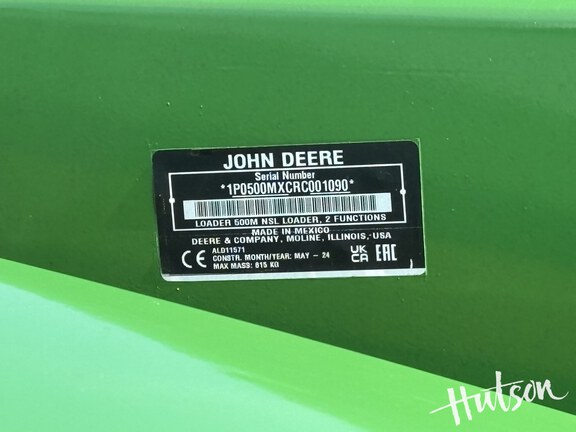 JOHN DEERE
Serial Number
*1P0500MXCRC001090*
LOADER 500M NSL LOADER, 2 FUNCTIONS
MADE IN MEXICO
DEERE & COMPANY, MOLINE, ILLINOIS, USA
ALO11571
CONSTR. MONTH/YEAR: MAY - 24
MAX MASS: 815 KG
CE
UK
CA
EAC
Hutson